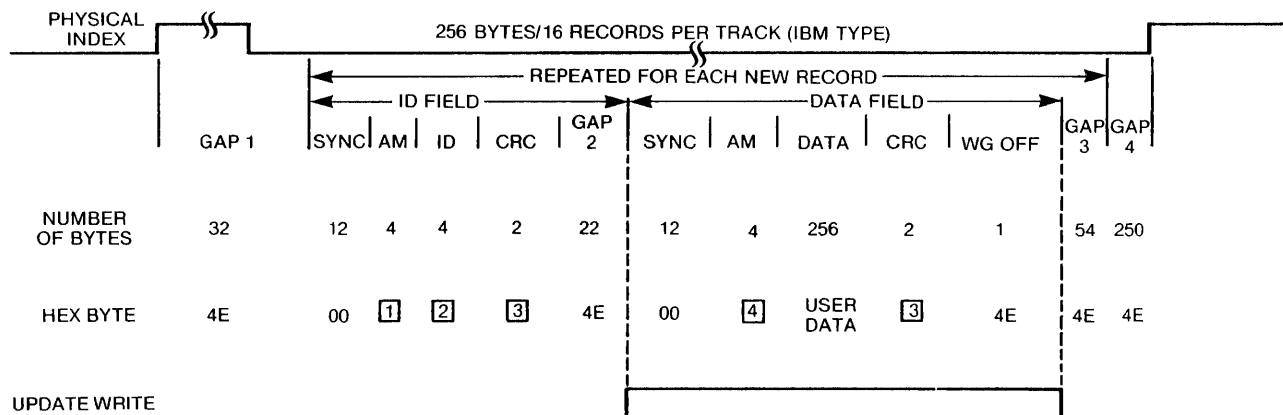 PHYSICAL
INDEX
256 BYTES/16 RECORDS PER TRACK (IBM TYPE)
REPEATED FOR EACH NEW RECORD
ID FIELD
DATA FIELD
GAP 1
SYNC
AM
ID
CRC
GAP
2
SYNC
AM
DATA
CRC
WG OFF
GAP
3
GAP
4
NUMBER
OF BYTES
32
12
4
4
2
22
12
4
256
2
1
54
250
HEX BYTE
4E
00
1
2
3
4E
00
4
USER
DATA
3
4E
4E
4E
UPDATE WRITE